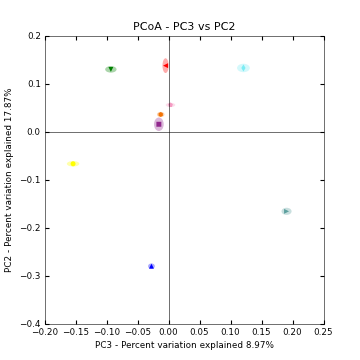 PCoA - PC3 vs PC2
0.2
0.1
0.0
−0.1
−0.2
−0.3
−0.4
PC2 - Percent variation explained 17.87%
−0.20 −0.15 −0.10 −0.05 0.00 0.05 0.10 0.15 0.20 0.25
PC3 - Percent variation explained 8.97%